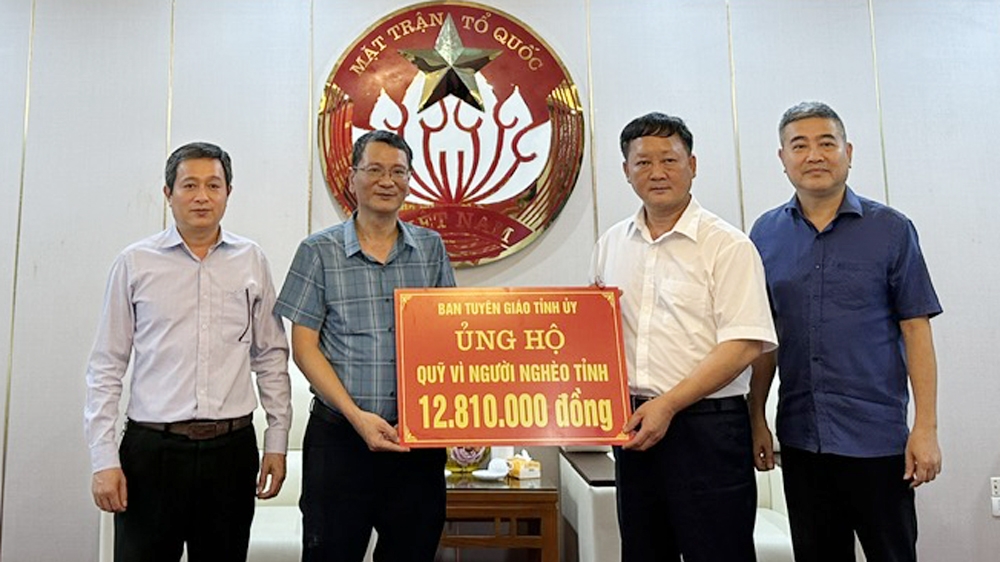 MẶT TRẬN TỔ QUỐC
VIỆT NAM
BAN TUYÊN GIÁO TỈNH ỦY
ỦNG HỘ
QUỸ VÌ NGƯỜI NGHÈO TỈNH
12.810.000 đồng